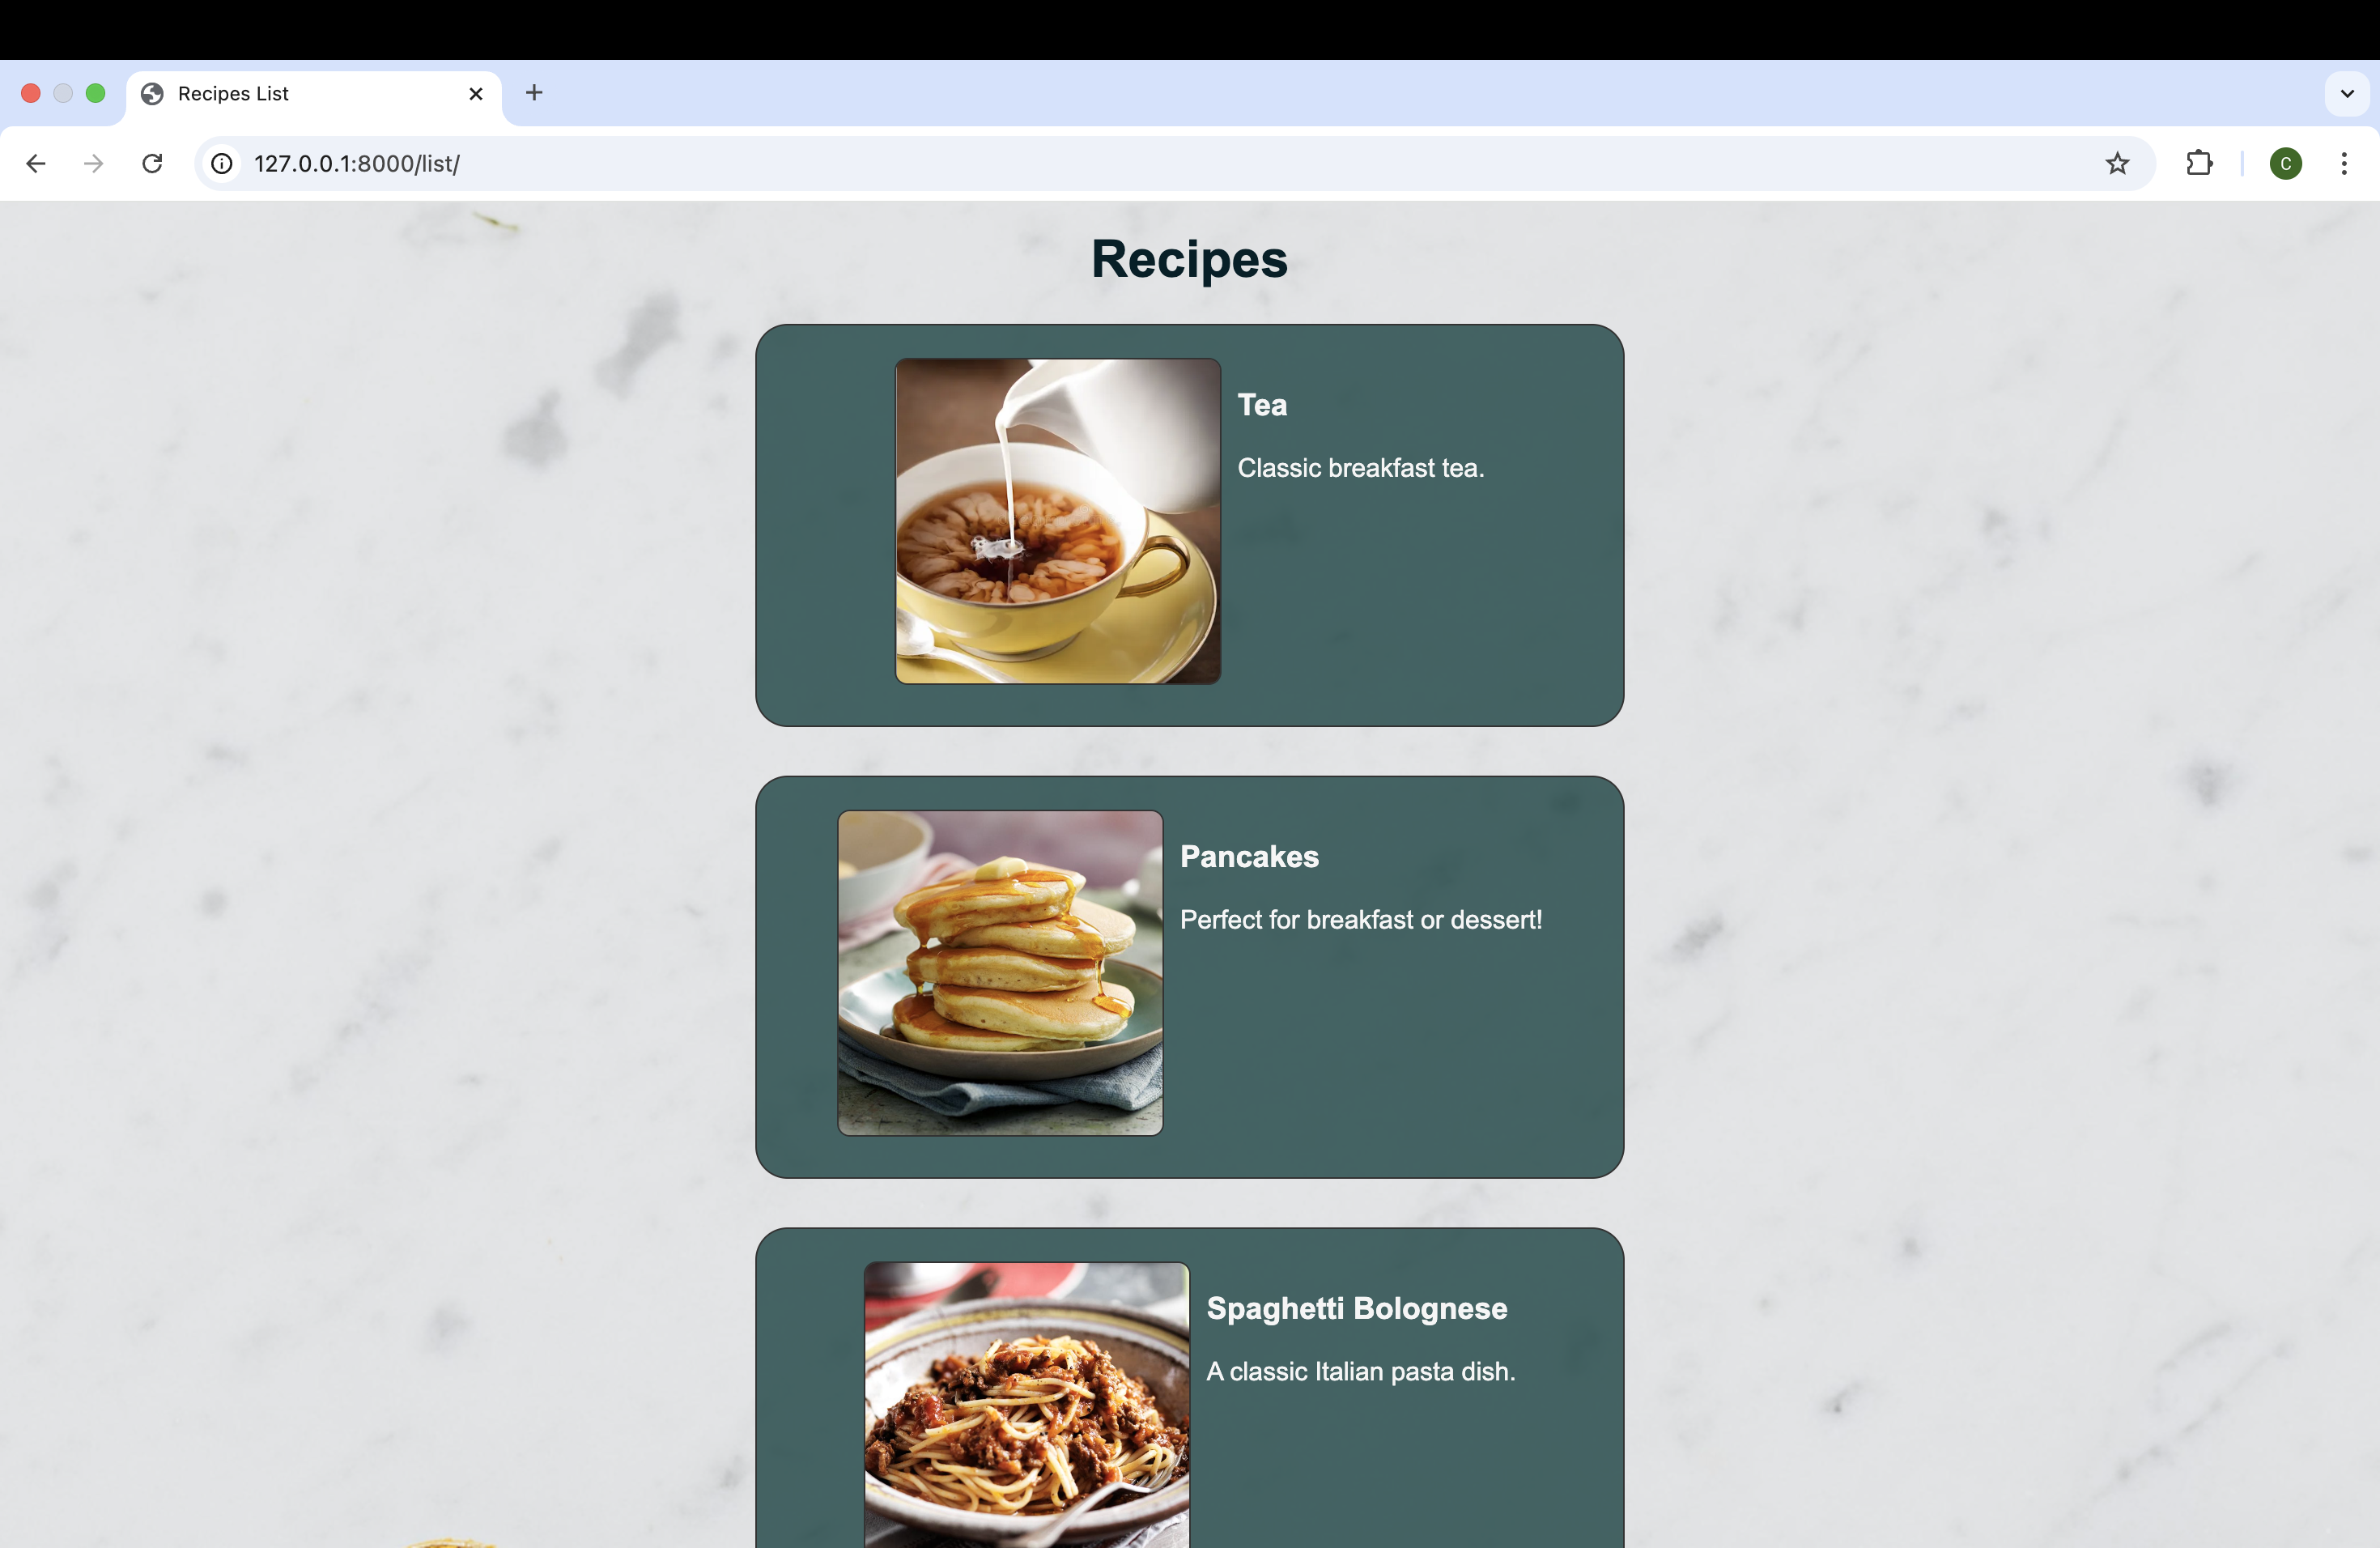 Recipes List
127.0.0.1:8000/list/
C
Recipes
Tea
Classic breakfast tea.
Pancakes
Perfect for breakfast or dessert!
Spaghetti Bolognese
A classic Italian pasta dish.